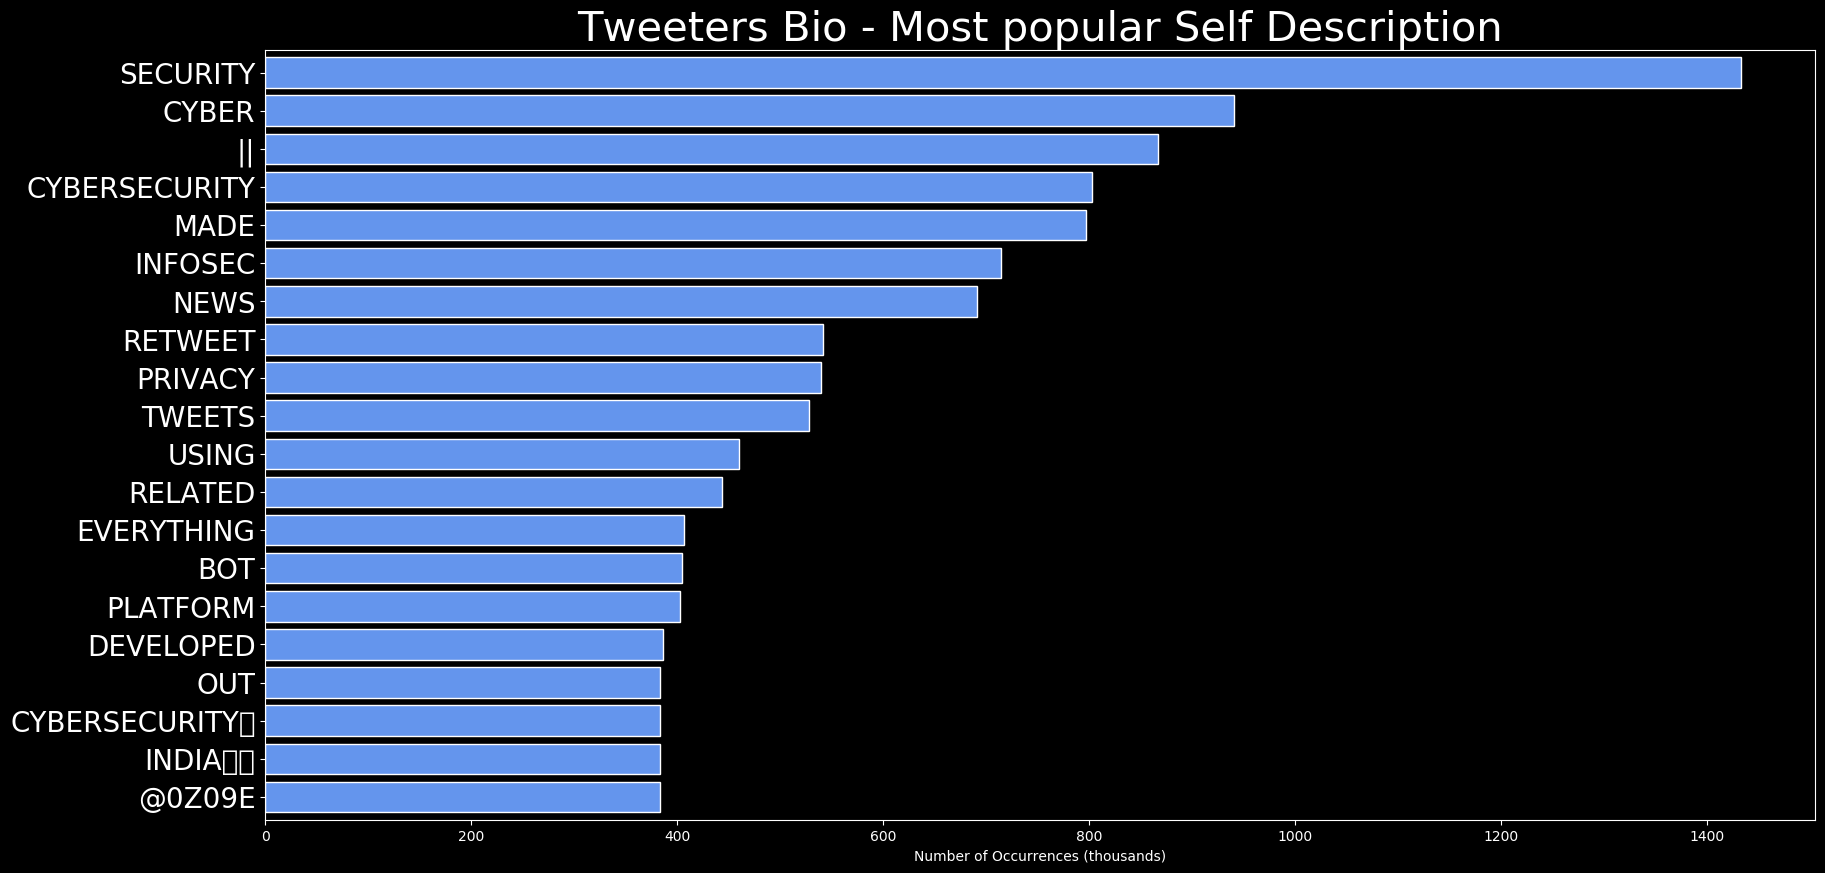 Tweeters Bio - Most popular Self Description
SECURITY
CYBER
||
CYBERSECURITY
MADE
INFOSEC
NEWS
RETWEET
PRIVACY
TWEETS
USING
RELATED
EVERYTHING
BOT
PLATFORM
DEVELOPED
OUT
CYBERSECURITY▯
INDIA▯▯
@0Z09E
0 200 400 600 800 1000 1200 1400
Number of Occurrences (thousands)